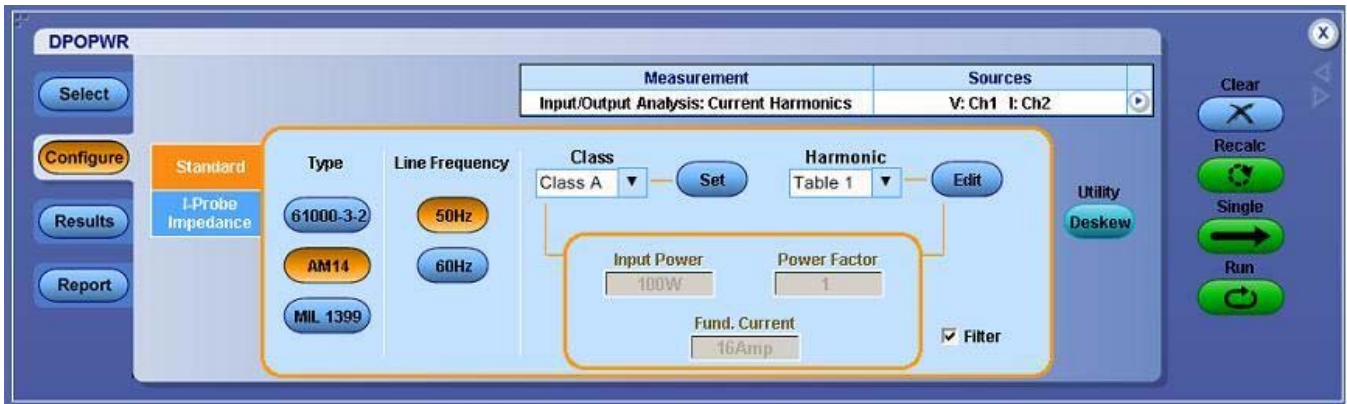 DPOPWR
X
Select
Configure
Results
Report
Measurement Sources
Input/Output Analysis: Current Harmonics V: Ch1 I: Ch2
Standard
I-Probe
Impedance
Type
61000-3-2
AM14
MIL 1399
Line Frequency
50Hz
60Hz
Class
Class A
Set
Harmonic
Table 1
Edit
Input Power
100W
Power Factor
1
Fund. Current
16Amp
Filter
Utility
Deskew
Clear
Recalc
Single
Run